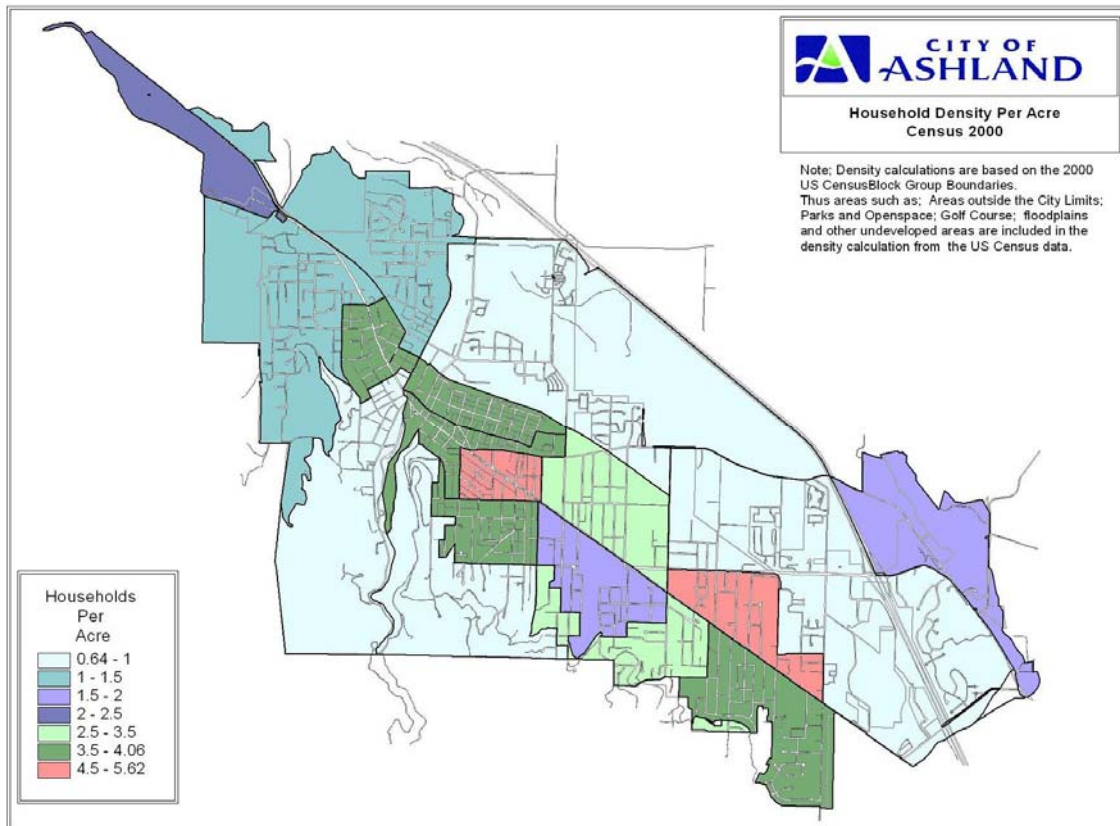 CITY OF
ASHLAND
Household Density Per Acre
Census 2000
Note; Density calculations are based on the 2000
US CensusBlock Group Boundaries.
Thus areas such as; Areas outside the City Limits;
Parks and Openspace; Golf Course; floodplains
and other undeveloped areas are included in the
density calculation from the US Census data.
Households
Per
Acre
0.64 - 1
1 - 1.5
1.5 - 2
2 - 2.5
2.5 - 3.5
3.5 - 4.06
4.5 - 5.62